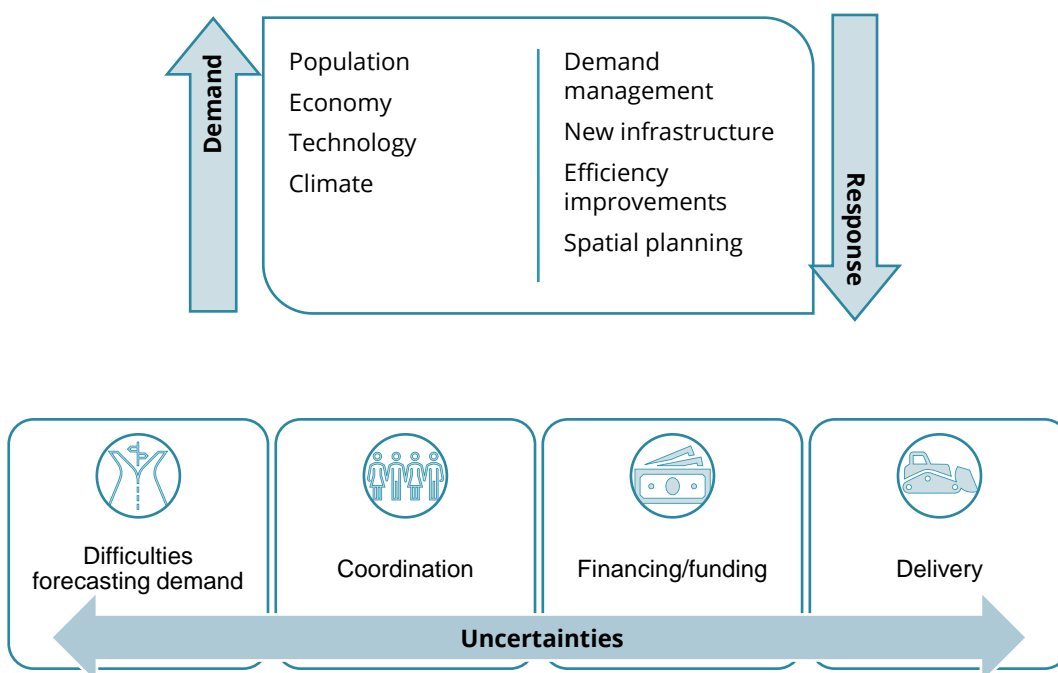 Demand
Population
Economy
Technology
Climate
Demand
management
New infrastructure
Efficiency
improvements
Spatial planning
Response
Difficulties
forecasting demand
Coordination
Financing/funding
Delivery
Uncertainties